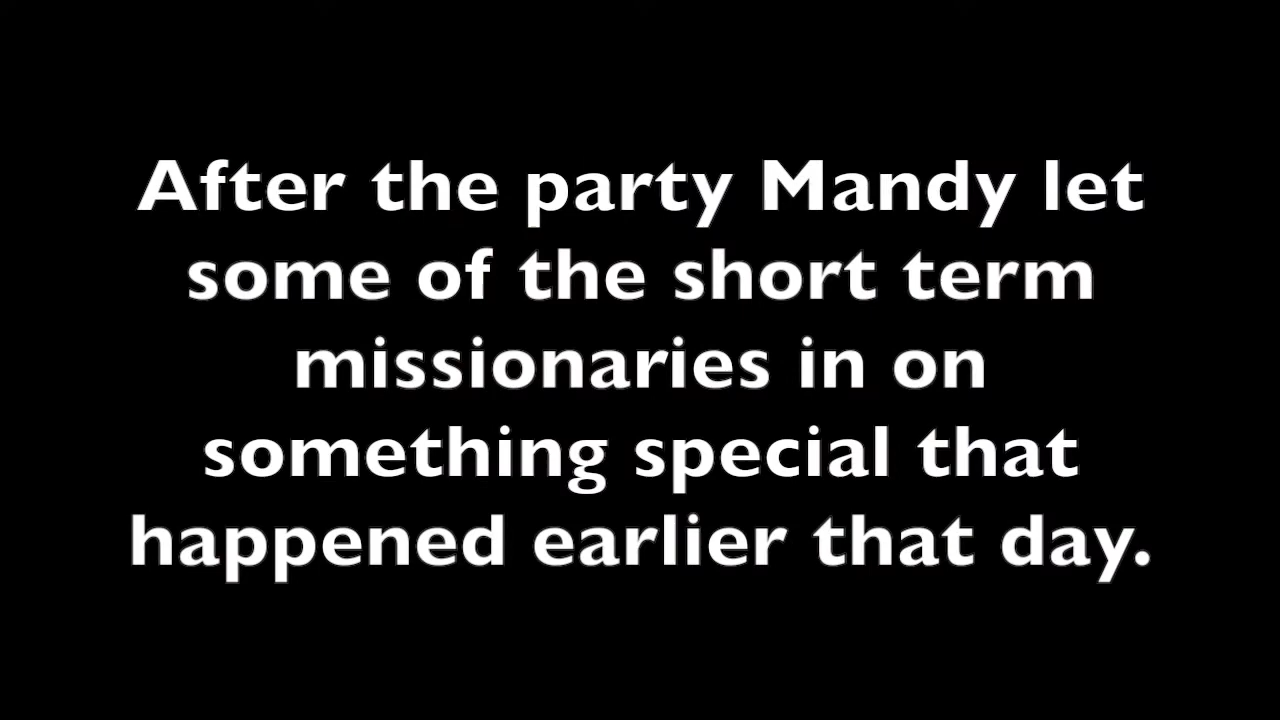 After the party Mandy let
some of the short term
missionaries in on
something special that
happened earlier that day.